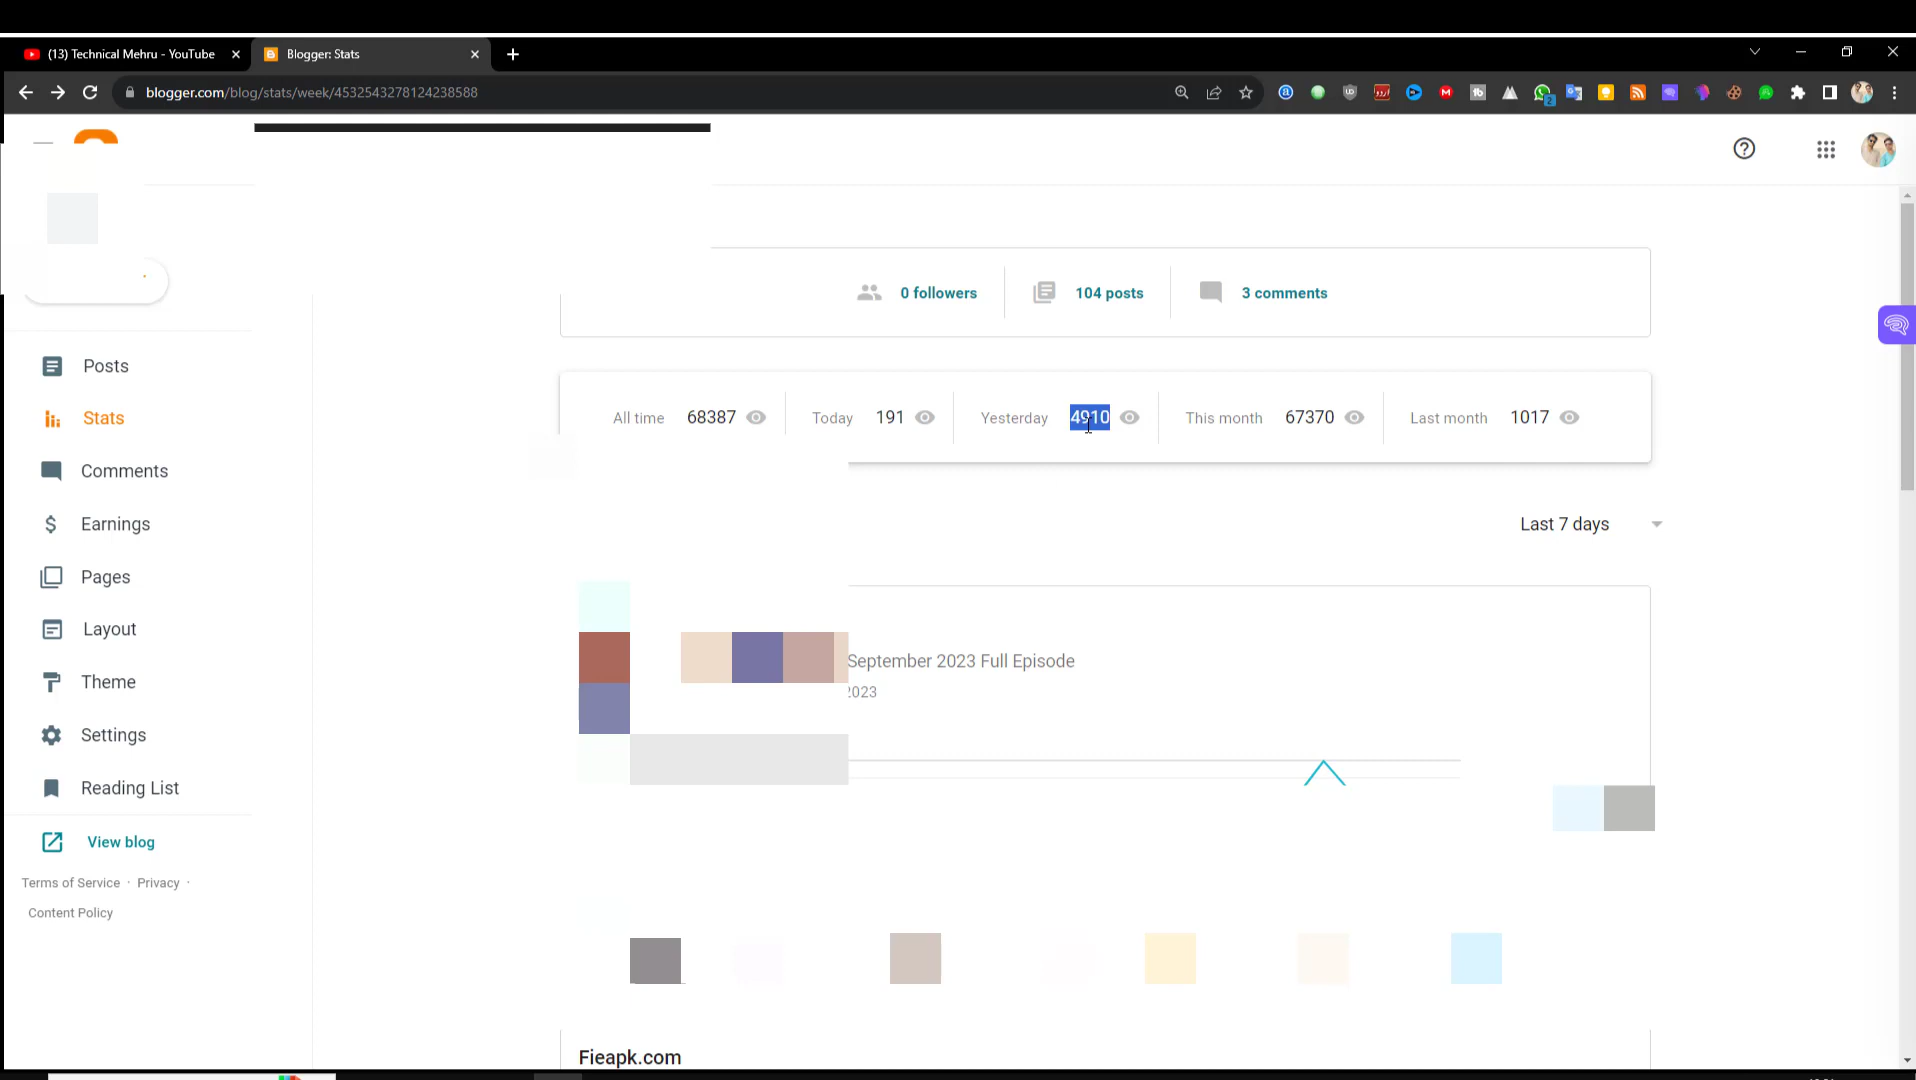 (13) Technical Mehru - YouTube
Blogger: Stats
blogger.com/blog/stats/week/4532543278124238588
0 followers
104 posts
3 comments
All time 68387
Today 191
Yesterday 4910
This month 67370
Last month 1017
Last 7 days
Posts
Stats
Comments
Earnings
Pages
Layout
Theme
Settings
Reading List
View blog
Terms of Service · Privacy ·
Content Policy
September 2023 Full Episode
2023
Fieapk.com